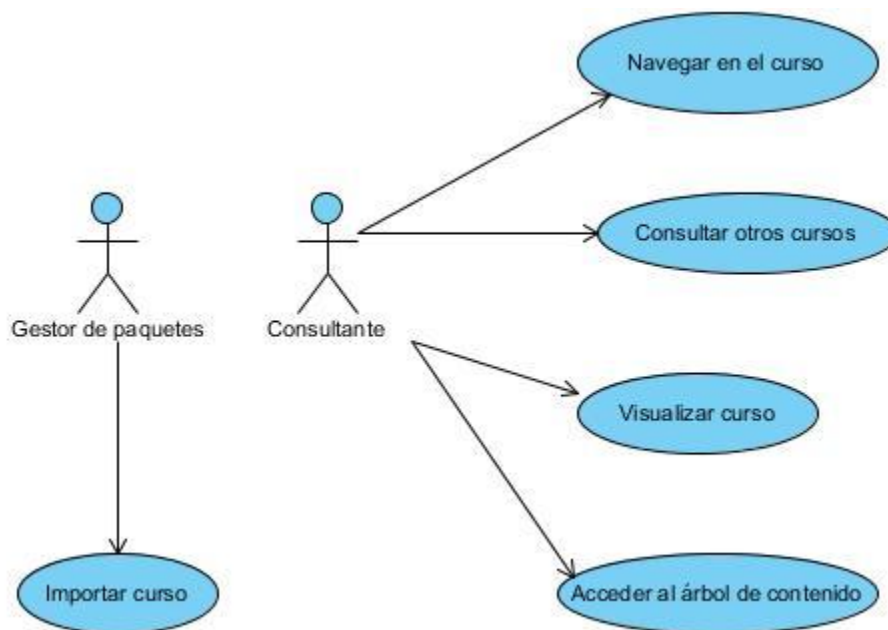 Navegar en el curso
Consultar otros cursos
Gestor de paquetes
Consultante
Visualizar curso
Importar curso
Acceder al árbol de contenido